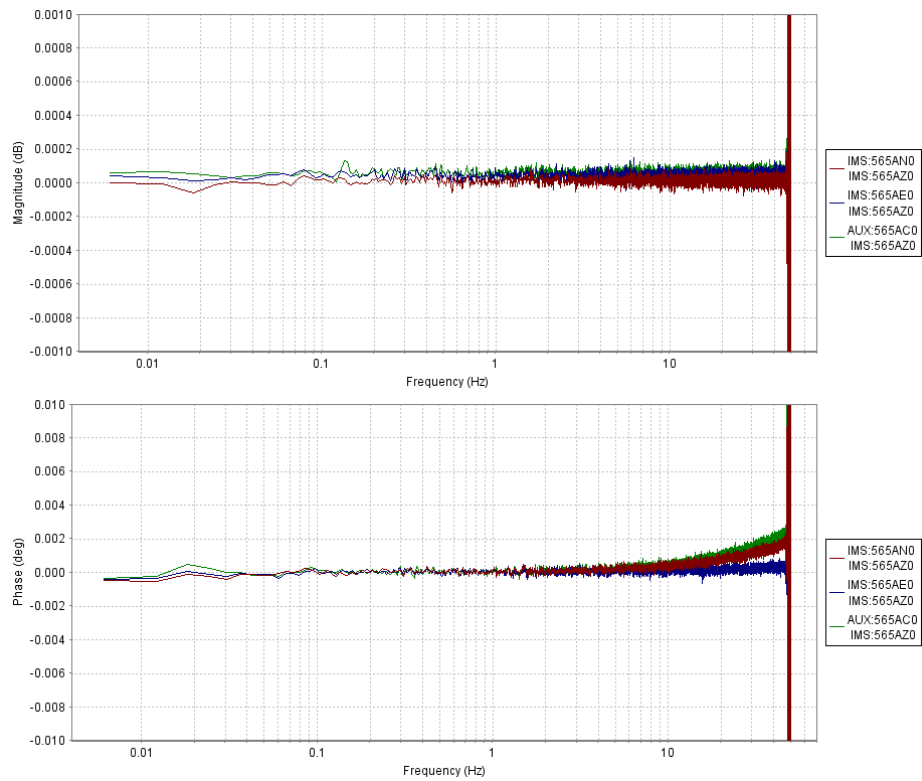 0.0010
0.0008
0.0006
0.0004
0.0002
0.0000
-0.0002
-0.0004
-0.0006
-0.0008
-0.0010
Magnitude (dB)
0.01 0.1 1 10
Frequency (Hz)
IMS:565AN0
IMS:565AZ0
IMS:565AE0
IMS:565AZ0
AUX:565AC0
IMS:565AZ0
0.010
0.008
0.006
0.004
0.002
0.000
-0.002
-0.004
-0.006
-0.008
-0.010
Phase (deg)
0.01 0.1 1 10
Frequency (Hz)
IMS:565AN0
IMS:565AZ0
IMS:565AE0
IMS:565AZ0
AUX:565AC0
IMS:565AZ0